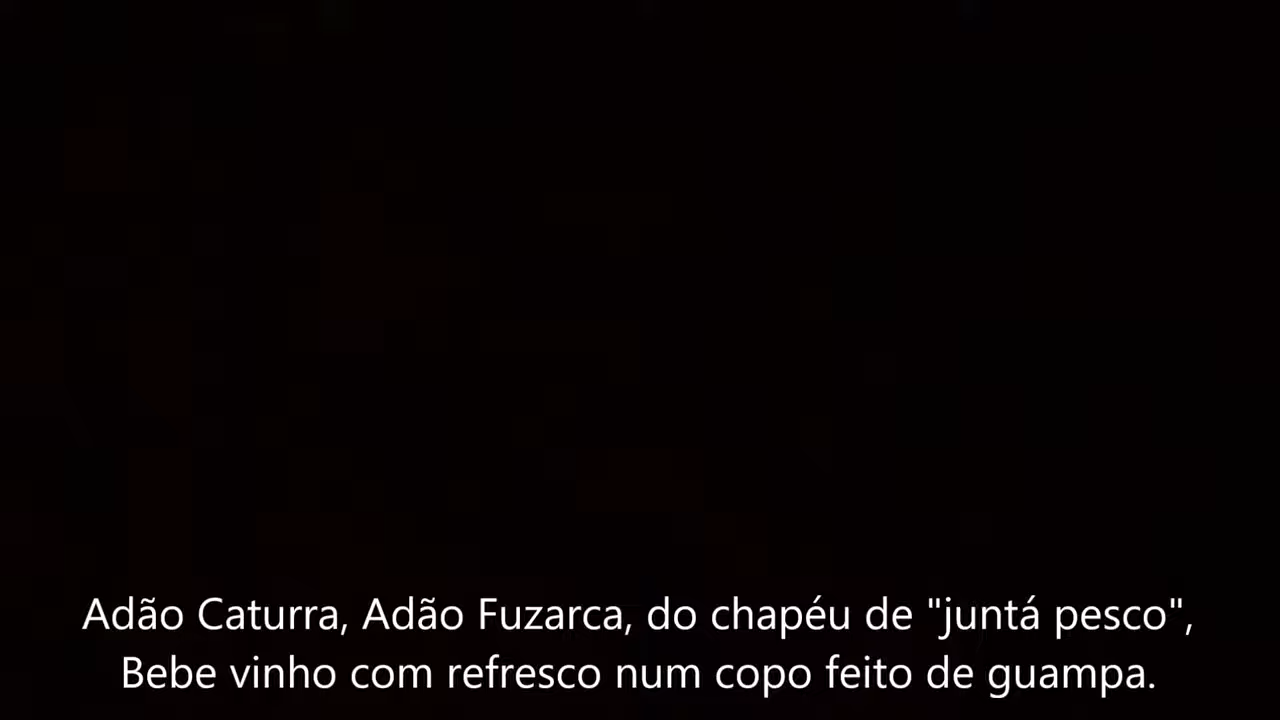 Adão Caturra, Adão Fuzarca, do chapéu de "juntá pesco",
Bebe vinho com refresco num copo feito de guampa.